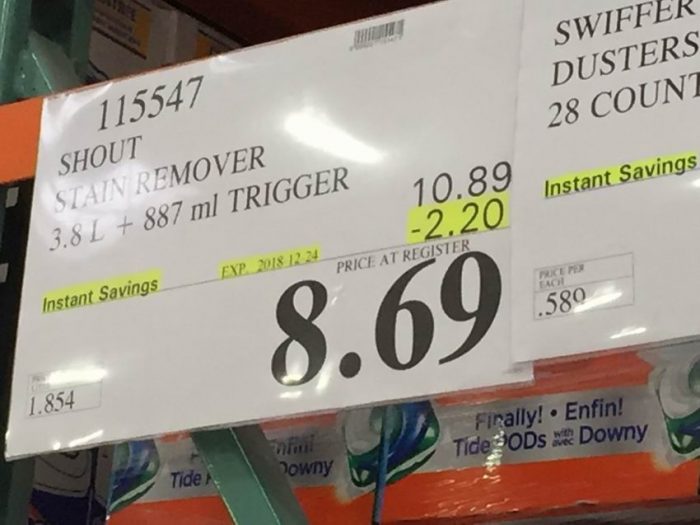 115547
SHOUT
STAIN REMOVER
3.8 L + 887 ml TRIGGER
10.89
-2.20
EXP. 2018-12-24
PRICE AT REGISTER
Instant Savings
8.69
1.854
SWIFFER
DUSTERS
28 COUNT
Instant Savings
PRICE PER
EACH
.589
Finally! • Enfin!
Tide PODs with avec Downy
Tide
Downy